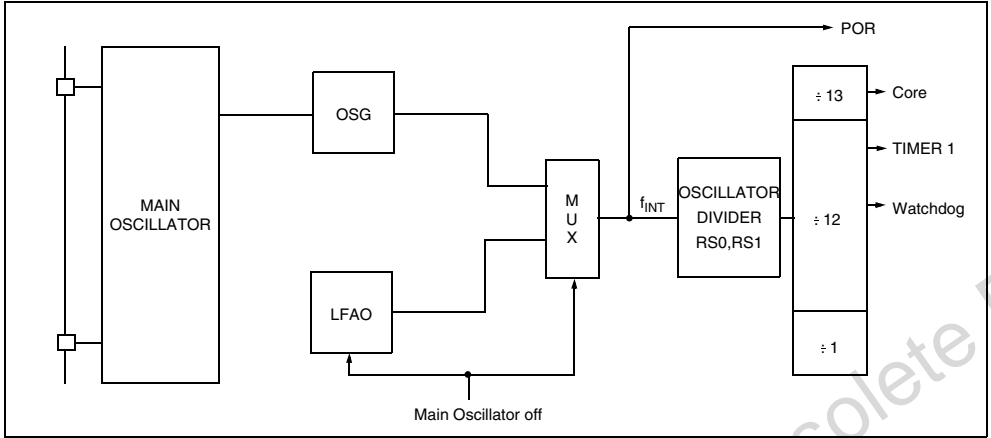 POR
÷ 13
Core
OSG
TIMER 1
MAIN
OSCILLATOR
M
U
X
fINT
OSCILLATOR
DIVIDER
RS0,RS1
÷ 12
Watchdog
LFAO
÷ 1
Main Oscillator off
solete